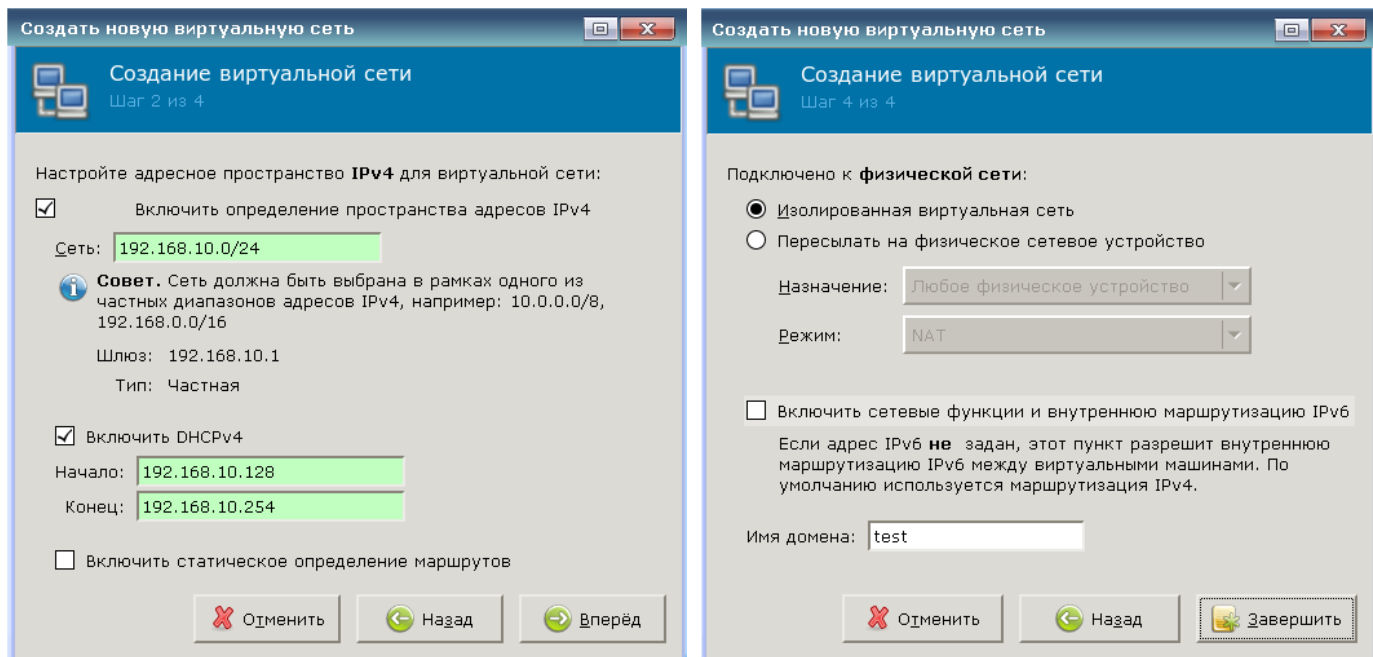 Создать новую виртуальную сеть
Создание виртуальной сети
Шаг 2 из 4
Настройте адресное пространство IPv4 для виртуальной сети:
Включить определение пространства адресов IPv4
Сеть: 192.168.10.0/24
Совет. Сеть должна быть выбрана в рамках одного из
частных диапазонов адресов IPv4, например: 10.0.0.0/8,
192.168.0.0/16
Шлюз: 192.168.10.1
Тип: Частная
Включить DHCPv4
Начало: 192.168.10.128
Конец: 192.168.10.254
Включить статическое определение маршрутов
Отменить
Назад
Вперёд
Создать новую виртуальную сеть
Создание виртуальной сети
Шаг 4 из 4
Подключено к физической сети:
Изолированная виртуальная сеть
Пересылать на физическое сетевое устройство
Назначение: Любое физическое устройство
Режим: NAT
Включить сетевые функции и внутреннюю маршрутизацию IPv6
Если адрес IPv6 не задан, этот пункт разрешит внутреннюю
маршрутизацию IPv6 между виртуальными машинами. По
умолчанию используется маршрутизация IPv4.
Имя домена: test
Отменить
Назад
Завершить